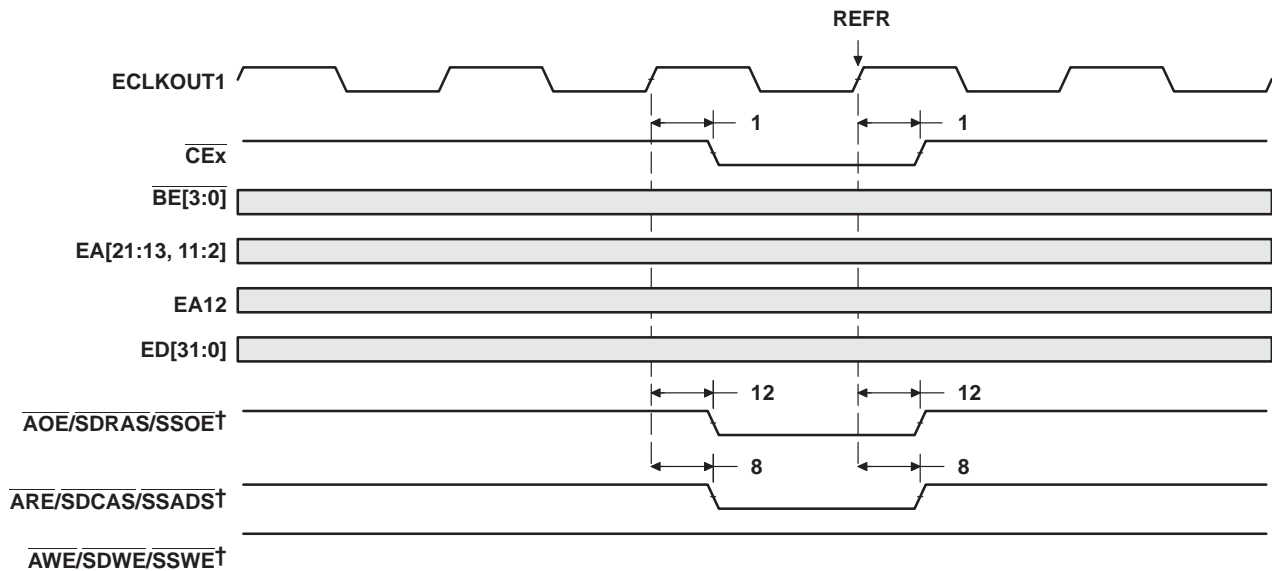 REFR
ECLKOUT1
1 1
CEx
BE[3:0]
EA[21:13, 11:2]
EA12
ED[31:0]
12 12
AOE/SDRAS/SSOE†
8 8
ARE/SDCAS/SSADS†
AWE/SDWE/SSWE†